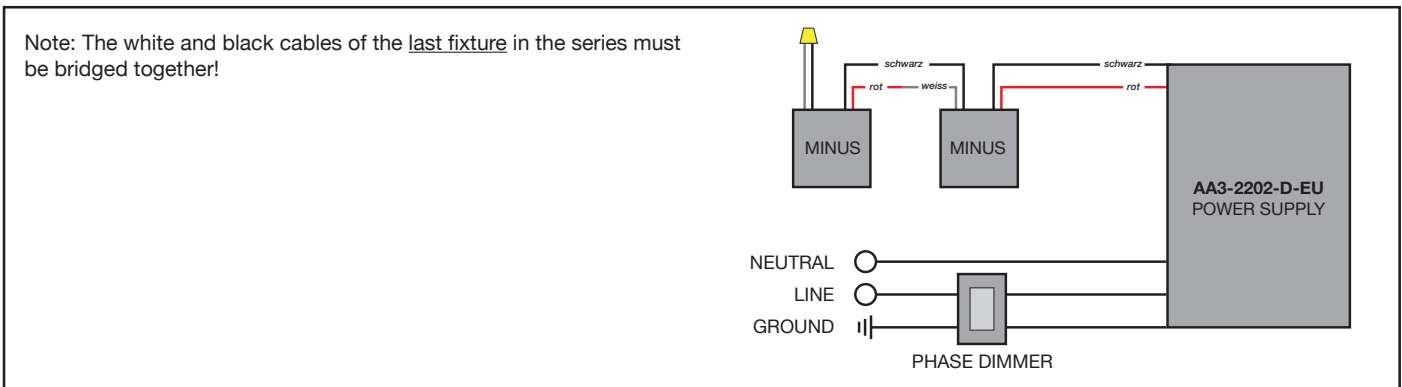 Note: The white and black cables of the last fixture in the series must
be bridged together!
schwarz
schwarz
rot
weiss
rot
MINUS
MINUS
AA3-2202-D-EU
POWER SUPPLY
NEUTRAL
LINE
GROUND
PHASE DIMMER